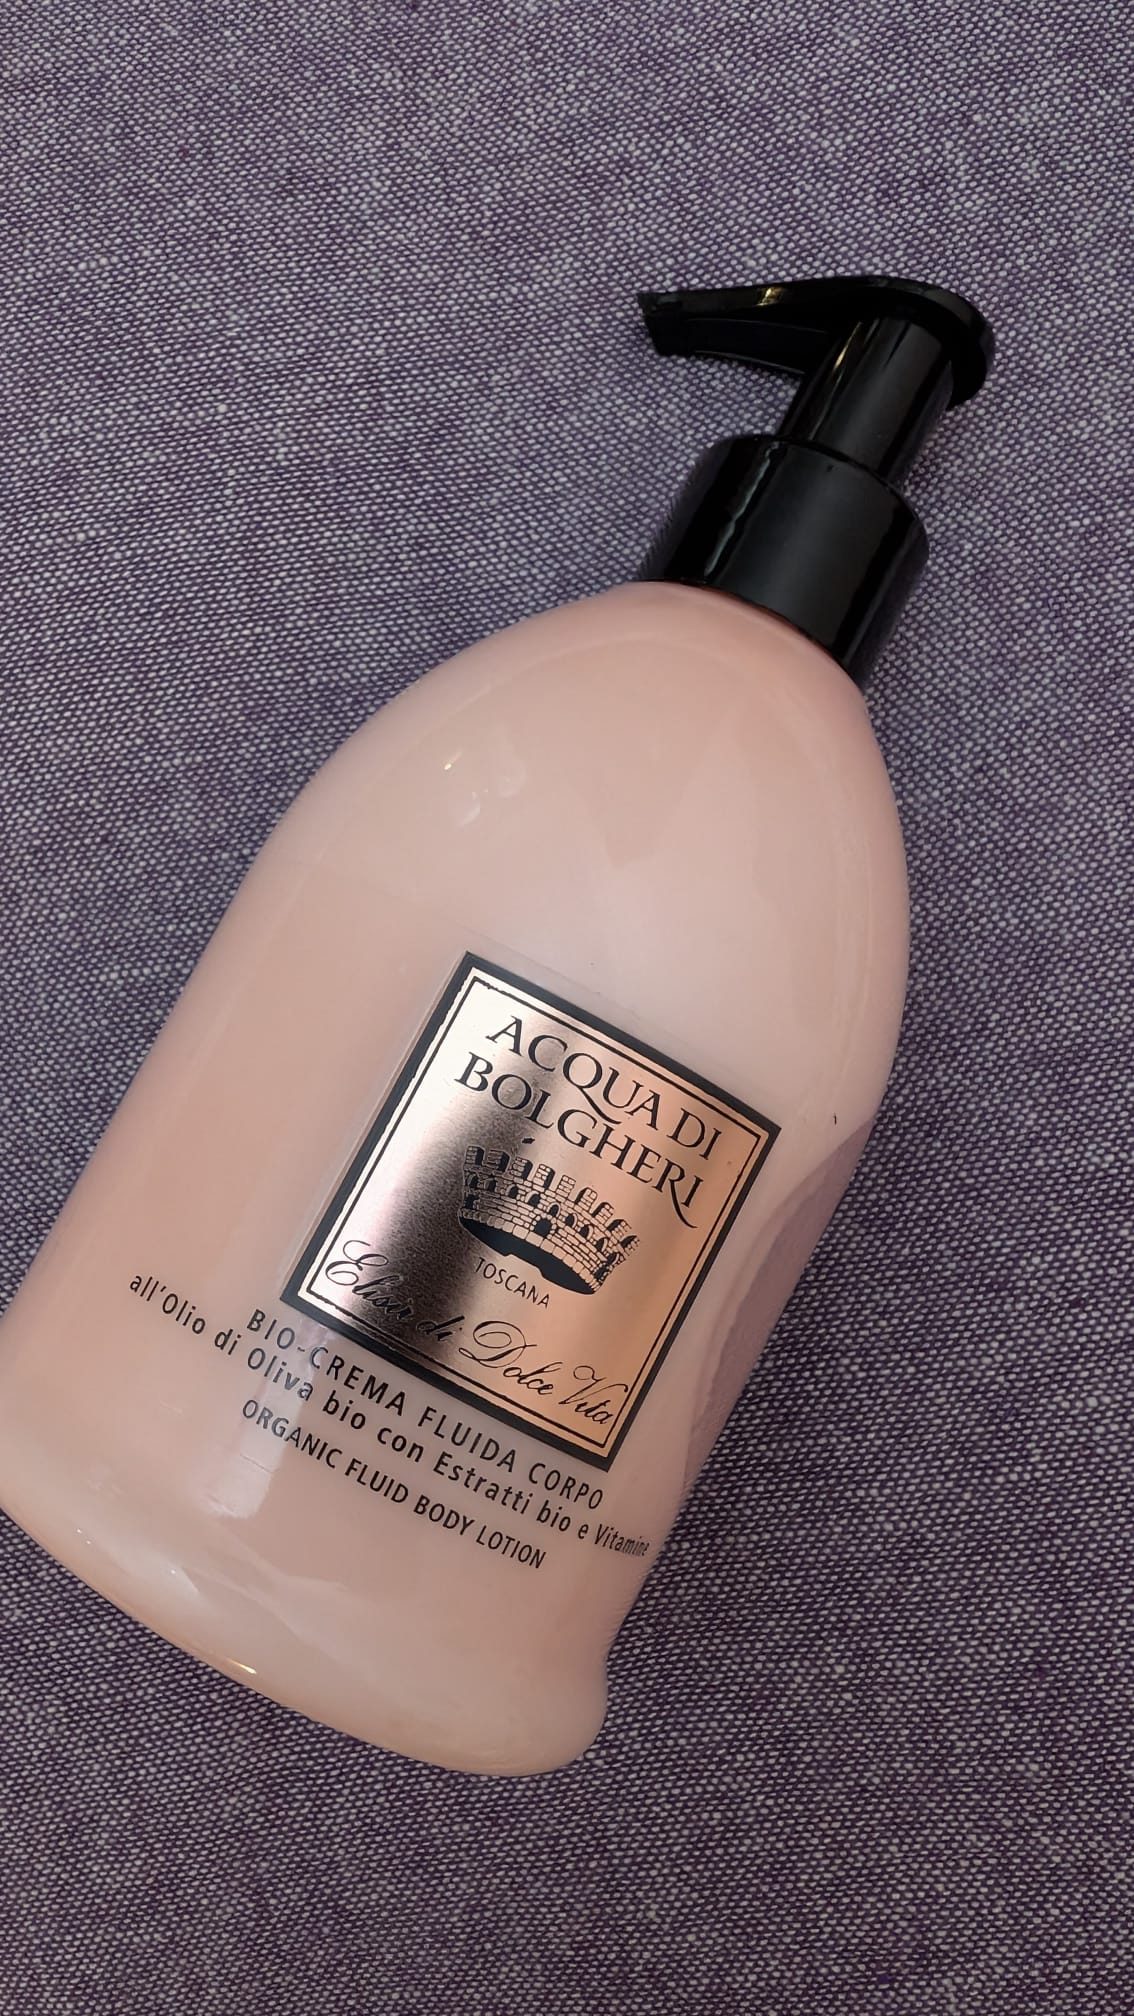 ACQUA DI
BOLGHERI
TOSCANA
Elisir di Dolce Vita
BIO-CREMA FLUIDA CORPO
all'Olio di Oliva bio con Estratti bio e Vitamine
ORGANIC FLUID BODY LOTION